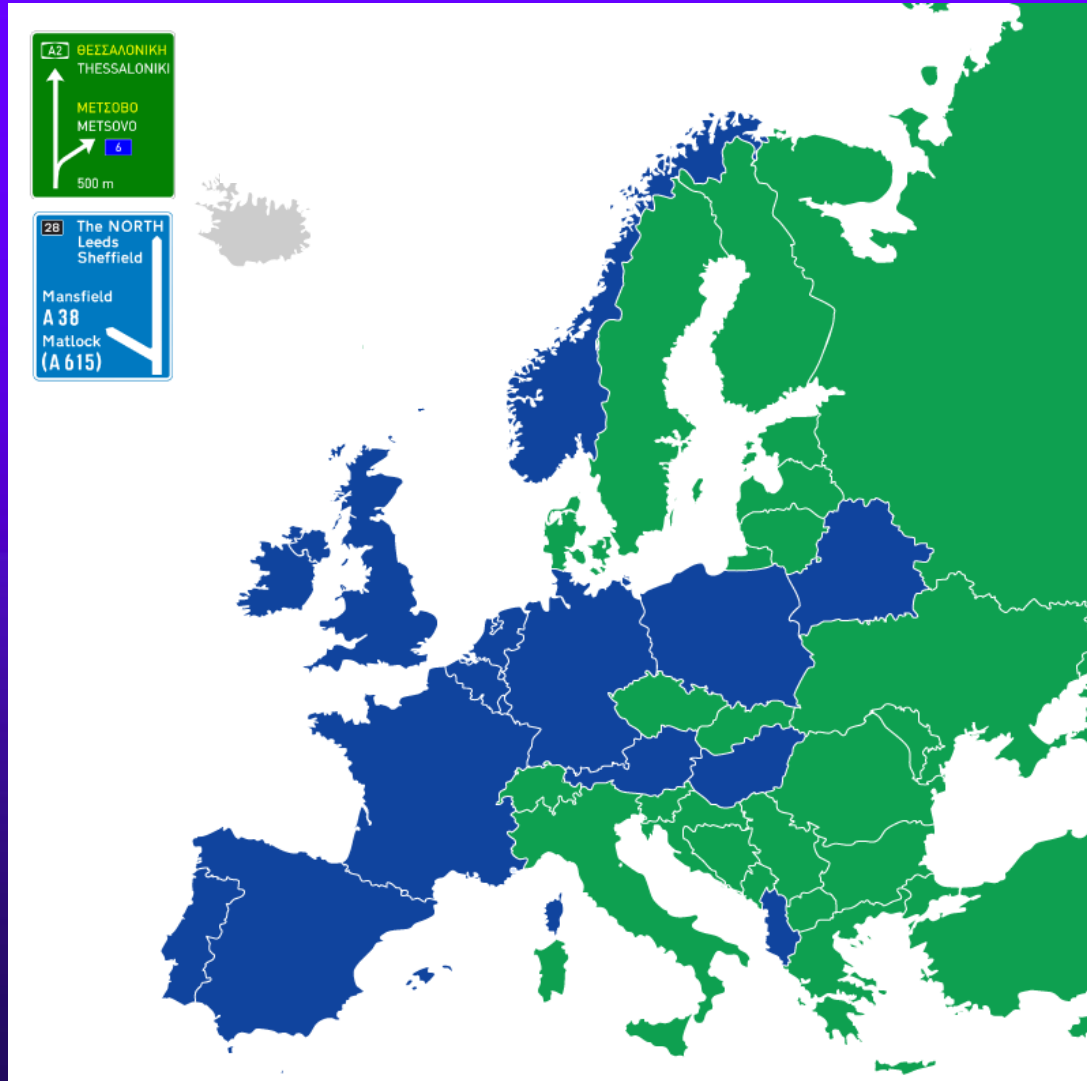 A2 ΘΕΣΣΑΛΟΝΙΚΗ
THESSALONIKI
ΜΕΤΣΟΒΟ
METSOVO
6
500 m
28 The NORTH
Leeds
Sheffield
Mansfield
A 38
Matlock
(A 615)